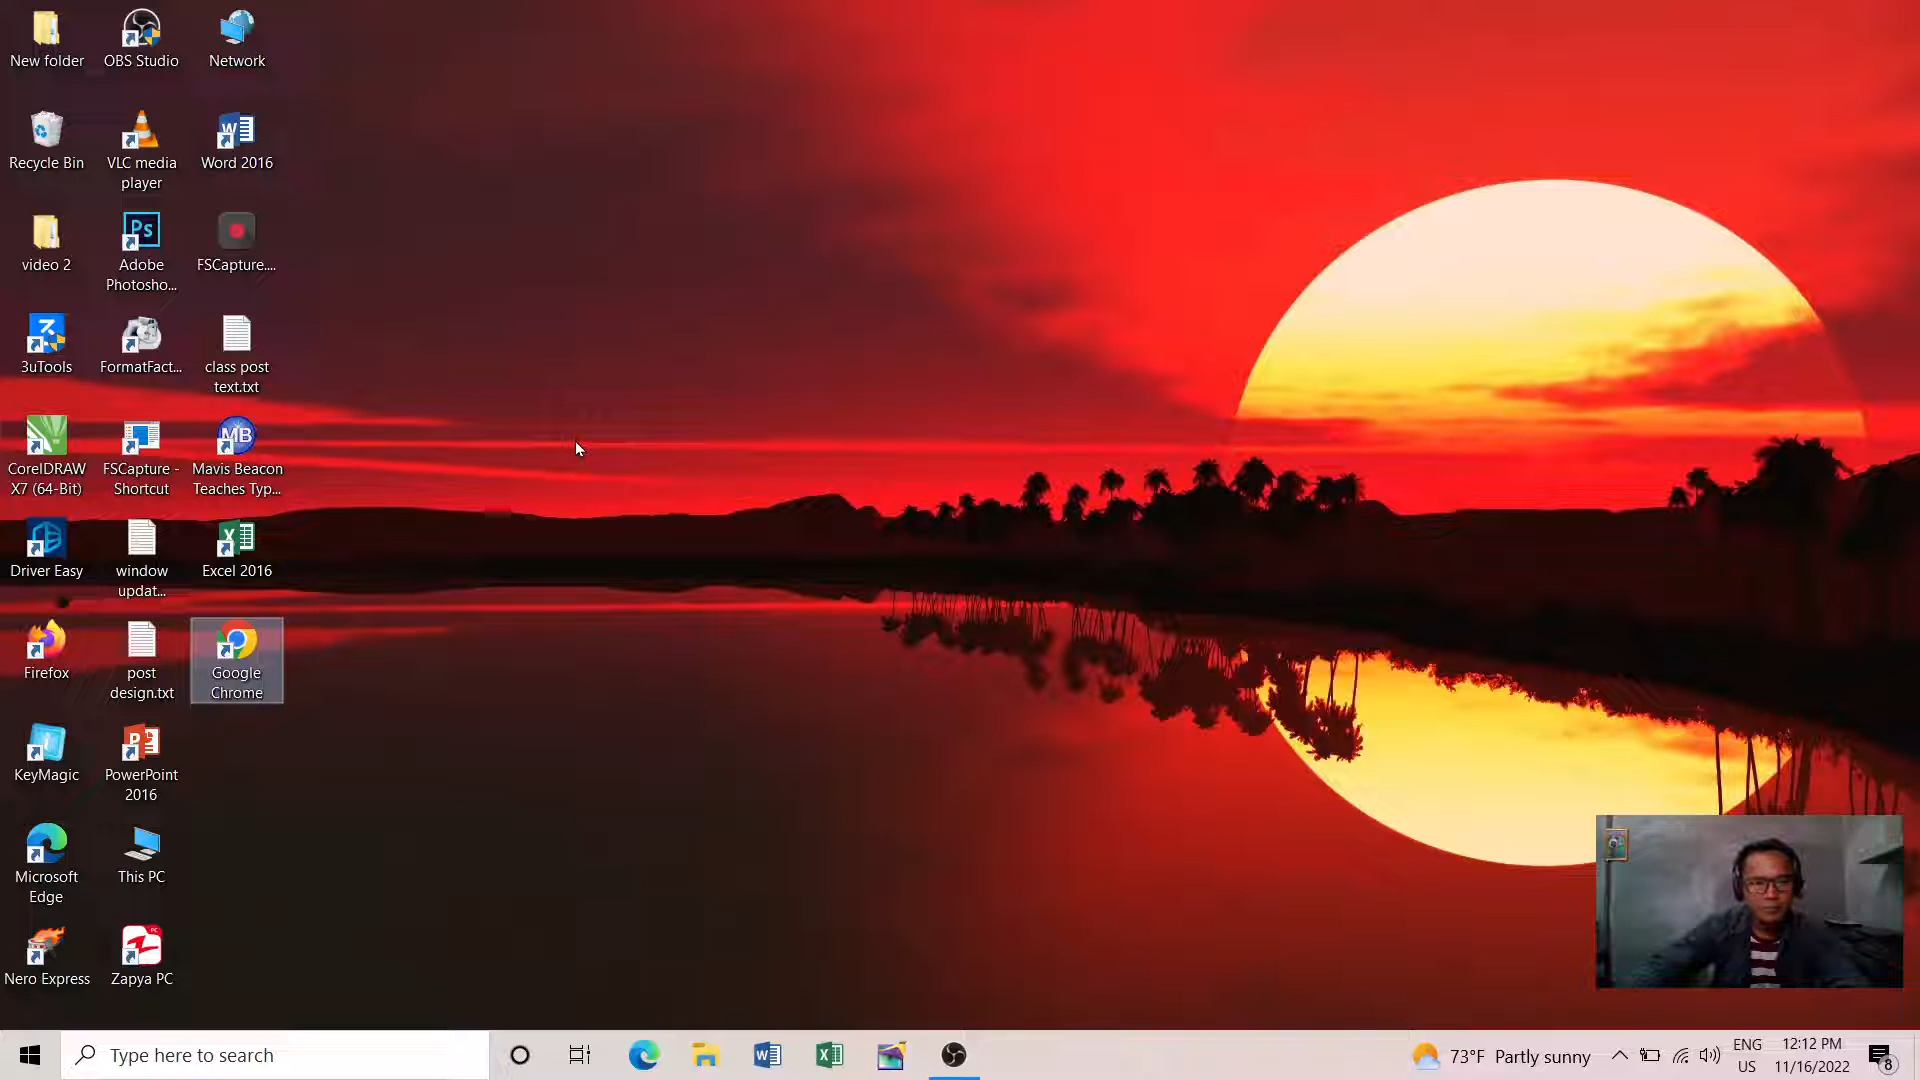 New folder
OBS Studio
Network
Recycle Bin
VLC media
player
Word 2016
video 2
Ps
Adobe
Photosho...
FSCapture....
3uTools
FormatFact...
class post
text.txt
CorelDRAW
X7 (64-Bit)
FSCapture -
Shortcut
MB
Mavis Beacon
Teaches Typ...
Driver Easy
window
updat...
Excel 2016
Firefox
post
design.txt
Google
Chrome
KeyMagic
PowerPoint
2016
Microsoft
Edge
This PC
Nero Express
Zapya PC
Type here to search
73°F Partly sunny
ENG
US
12:12 PM
11/16/2022
8